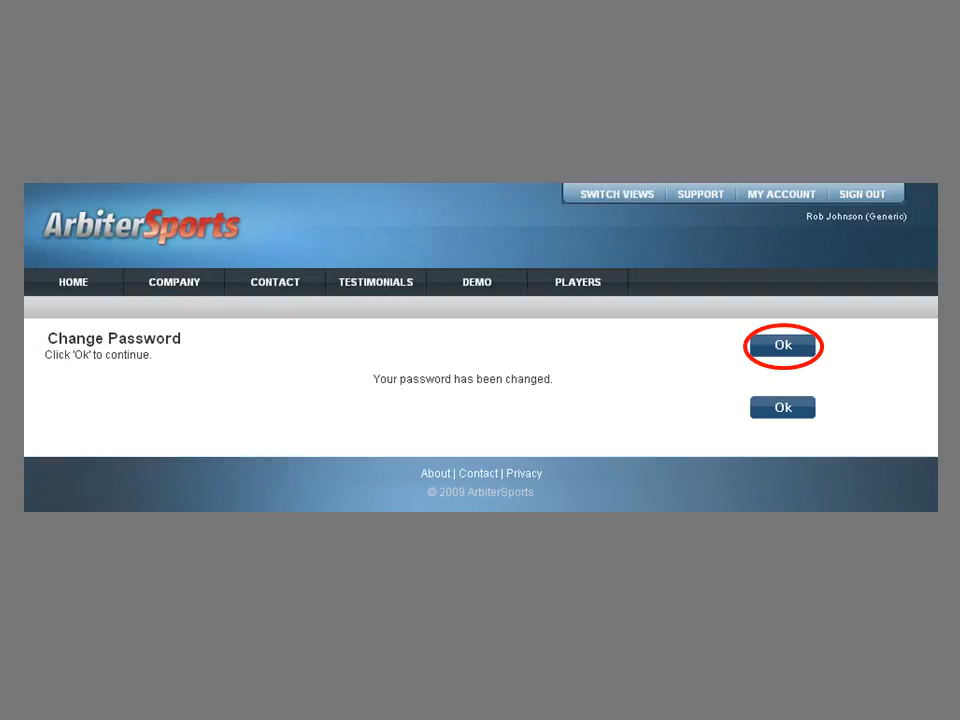 SWITCH VIEWS SUPPORT MY ACCOUNT SIGN OUT
ArbiterSports
Rob Johnson (Generic)
HOME COMPANY CONTACT TESTIMONIALS DEMO PLAYERS
Change Password
Click 'Ok' to continue.
Ok
Your password has been changed.
Ok
About | Contact | Privacy
© 2009 ArbiterSports